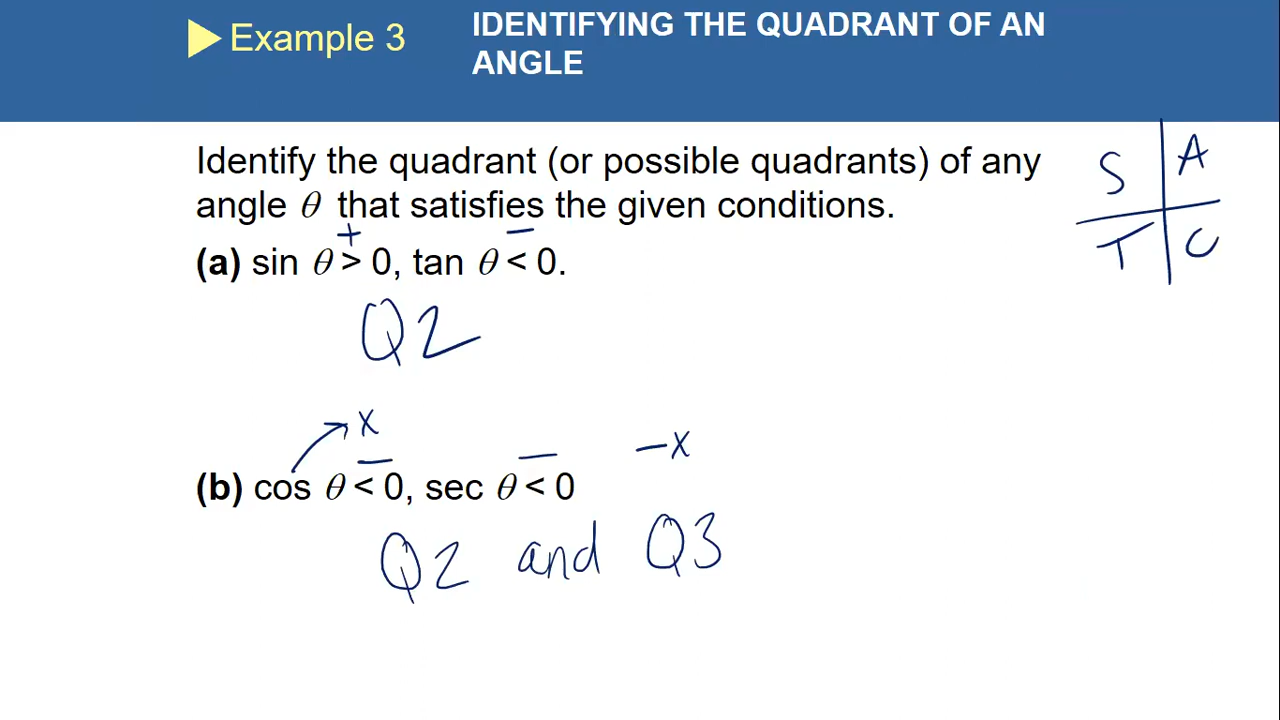 Example 3
IDENTIFYING THE QUADRANT OF AN
ANGLE
Identify the quadrant (or possible quadrants) of any
angle θ that satisfies the given conditions.
+ −
(a) sin θ > 0, tan θ < 0.
S A
T C
Q2
x
− − −x
(b) cos θ < 0, sec θ < 0
Q2 and Q3